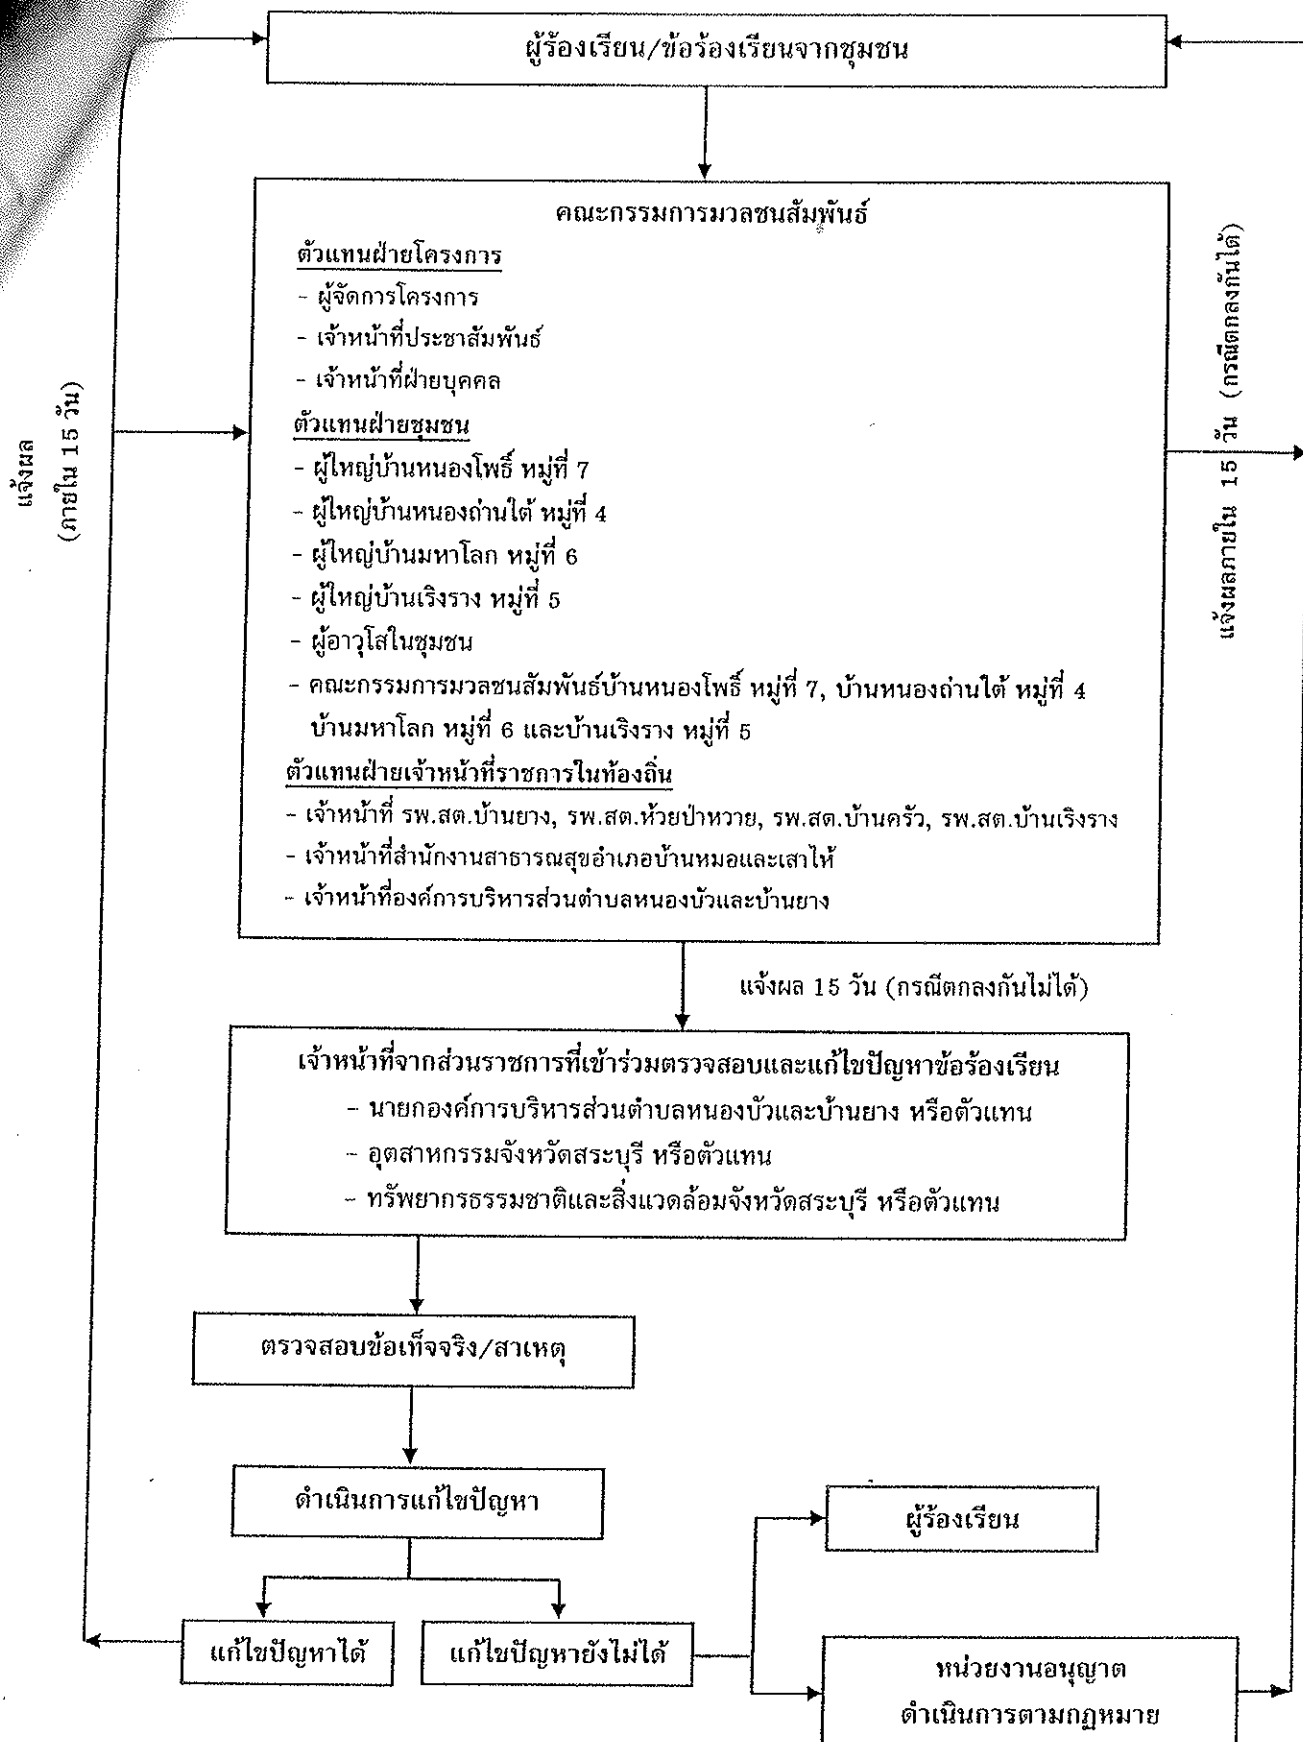 ผู้ร้องเรียน/ข้อร้องเรียนจากชุมชน
คณะกรรมการมวลชนสัมพันธ์
ตัวแทนฝ่ายโครงการ
- ผู้จัดการโครงการ
- เจ้าหน้าที่ประชาสัมพันธ์
- เจ้าหน้าที่ฝ่ายบุคคล
ตัวแทนฝ่ายชุมชน
- ผู้ใหญ่บ้านหนองโพธิ์ หมู่ที่ 7
- ผู้ใหญ่บ้านหนองถ่านใต้ หมู่ที่ 4
- ผู้ใหญ่บ้านมหาโลก หมู่ที่ 6
- ผู้ใหญ่บ้านเริงราง หมู่ที่ 5
- ผู้อาวุโสในชุมชน
- คณะกรรมการมวลชนสัมพันธ์บ้านหนองโพธิ์ หมู่ที่ 7, บ้านหนองถ่านใต้ หมู่ที่ 4
บ้านมหาโลก หมู่ที่ 6 และบ้านเริงราง หมู่ที่ 5
ตัวแทนฝ่ายเจ้าหน้าที่ราชการในท้องถิ่น
- เจ้าหน้าที่ รพ.สต.บ้านยาง, รพ.สต.ห้วยป่าหวาย, รพ.สต.บ้านครัว, รพ.สต.บ้านเริงราง
- เจ้าหน้าที่สำนักงานสาธารณสุขอำเภอบ้านหมอและเสาไห้
- เจ้าหน้าที่องค์การบริหารส่วนตำบลหนองบัวและบ้านยาง
แจ้งผล
(ภายใน 15 วัน)
แจ้งผลภายใน 15 วัน (กรณีตกลงกันได้)
แจ้งผล 15 วัน (กรณีตกลงกันไม่ได้)
เจ้าหน้าที่จากส่วนราชการที่เข้าร่วมตรวจสอบและแก้ไขปัญหาข้อร้องเรียน
- นายกองค์การบริหารส่วนตำบลหนองบัวและบ้านยาง หรือตัวแทน
- อุตสาหกรรมจังหวัดสระบุรี หรือตัวแทน
- ทรัพยากรธรรมชาติและสิ่งแวดล้อมจังหวัดสระบุรี หรือตัวแทน
ตรวจสอบข้อเท็จจริง/สาเหตุ
ดำเนินการแก้ไขปัญหา
ผู้ร้องเรียน
แก้ไขปัญหาได้
แก้ไขปัญหายังไม่ได้
หน่วยงานอนุญาต
ดำเนินการตามกฏหมาย